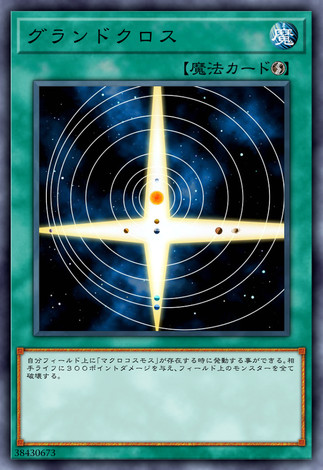 グランドクロス
魔
【魔法カード】
自分フィールド上に「マクロコスモス」が存在する時に発動する事ができる。相
手ライフに３００ポイントダメージを与え、フィールド上のモンスターを全て
破壊する。
38430673